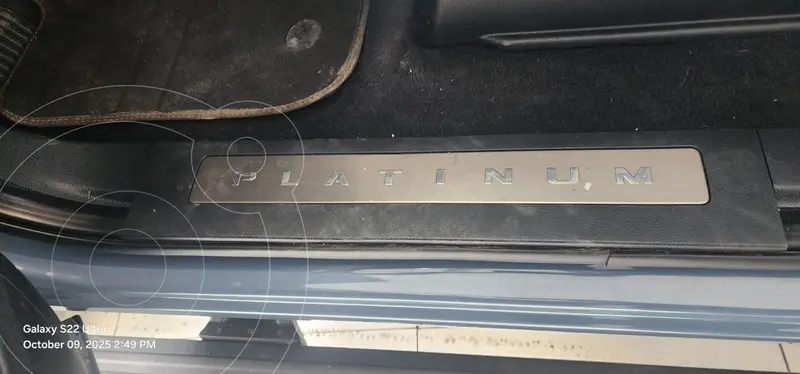 PLATINUM
Galaxy S22 Ultra
October 09, 2025 2:49 PM